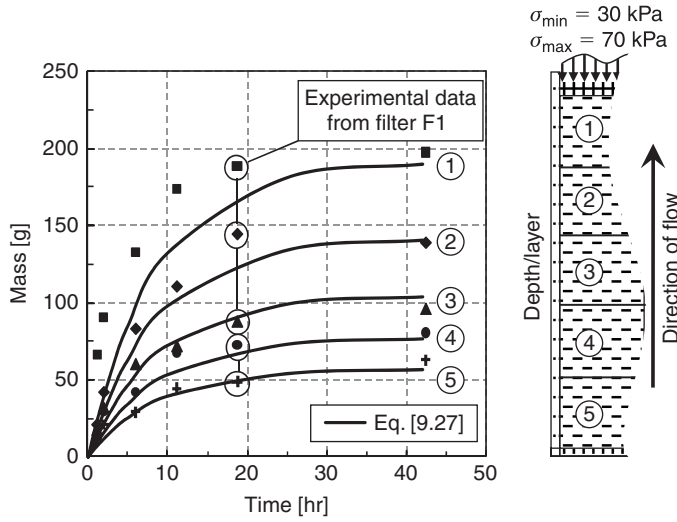 σmin = 30 kPa
σmax = 70 kPa
250
200
150
100
50
0
Mass [g]
0
10
20
30
40
50
Time [hr]
Experimental data
from filter F1
1
2
3
4
5
Eq. [9.27]
Depth/layer
1
2
3
4
5
Direction of flow